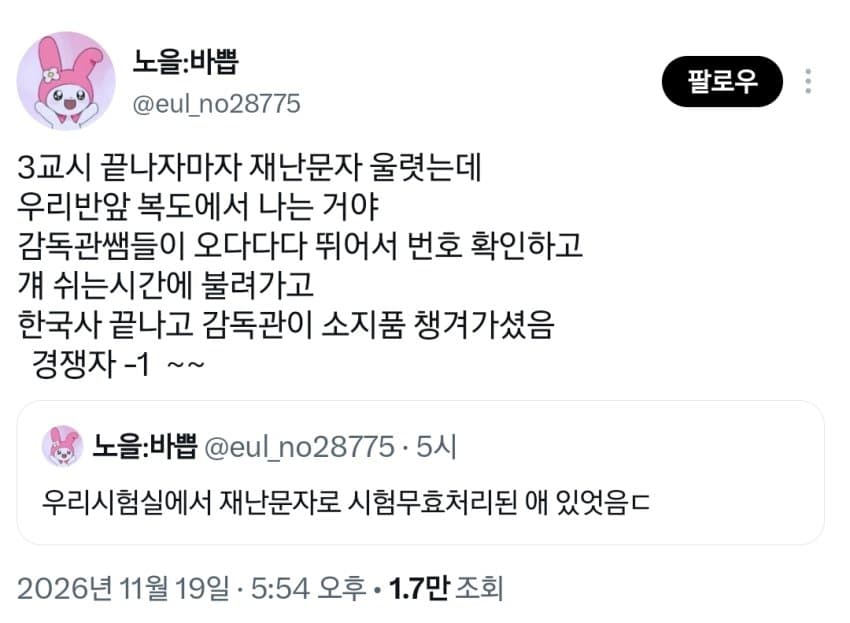 노을:바쁩
@eul_no28775
팔로우
3교시 끝나자마자 재난문자 울렷는데
우리반앞 복도에서 나는 거야
감독관쌤들이 오다다다 뛰어서 번호 확인하고
걔 쉬는시간에 불려가고
한국사 끝나고 감독관이 소지품 챙겨가셨음
경쟁자 -1 ~~
노을:바쁩 @eul_no28775 · 5시
우리시험실에서 재난문자로 시험무효처리된 애 있엇음ㄷ
2026년 11월 19일 · 5:54 오후 • 1.7만 조회